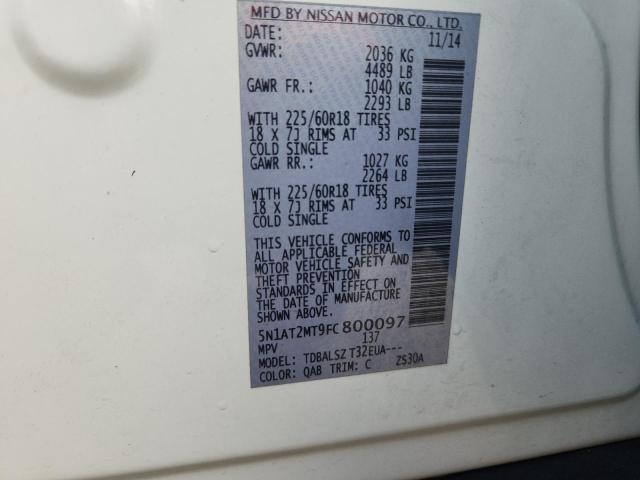 MFD BY NISSAN MOTOR CO., LTD.
DATE: 11/14
GVWR: 2036 KG
4489 LB
GAWR FR.: 1040 KG
2293 LB
WITH 225/60R18 TIRES
18 X 7J RIMS AT 33 PSI
COLD SINGLE
GAWR RR.: 1027 KG
2264 LB
WITH 225/60R18 TIRES
18 X 7J RIMS AT 33 PSI
COLD SINGLE
THIS VEHICLE CONFORMS TO
ALL APPLICABLE FEDERAL
MOTOR VEHICLE SAFETY AND
THEFT PREVENTION
STANDARDS IN EFFECT ON
THE DATE OF MANUFACTURE
SHOWN ABOVE.
5N1AT2MT9FC800097
MPV 137
MODEL: TDBALSZ T32EUA---
COLOR: QAB TRIM: C ZS30A